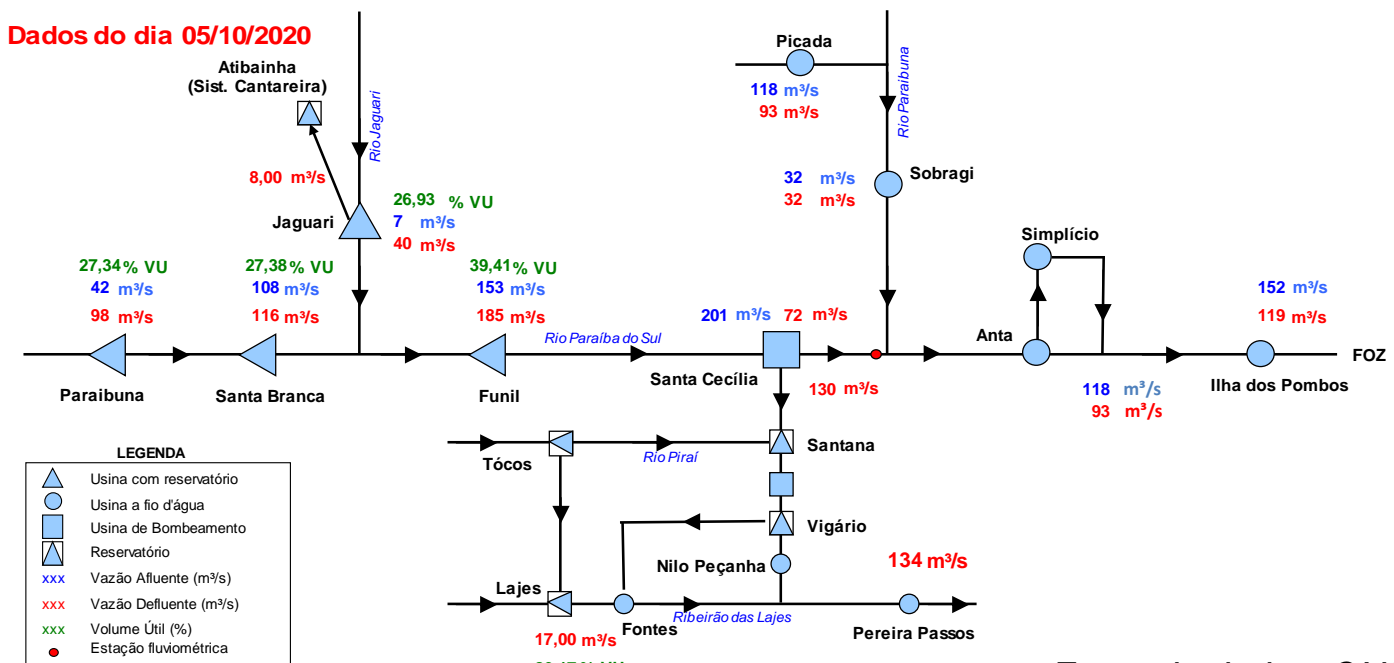 Dados do dia 05/10/2020
Atibainha
(Sist. Cantareira)
Rio Jaguari
8,00 m³/s
Jaguari
26,93 % VU
7 m³/s
40 m³/s
Picada
118 m³/s
93 m³/s
Rio Paraibuna
32 m³/s
32 m³/s
Sobragi
Simplício
27,34 % VU
42 m³/s
98 m³/s
Paraibuna
27,38 % VU
108 m³/s
116 m³/s
Santa Branca
39,41 % VU
153 m³/s
185 m³/s
Funil
Rio Paraíba do Sul
201 m³/s 72 m³/s
Santa Cecília
130 m³/s
Anta
118 m³/s
93 m³/s
152 m³/s
119 m³/s
Ilha dos Pombos
FOZ
Tócos
Rio Piraí
Santana
Vigário
Nilo Peçanha
134 m³/s
Lajes
17,00 m³/s
Fontes
Ribeirão das Lajes
Pereira Passos
LEGENDA
Usina com reservatório
Usina a fio d'água
Usina de Bombeamento
Reservatório
xxx Vazão Afluente (m³/s)
xxx Vazão Defluente (m³/s)
xxx Volume Útil (%)
Estação fluviométrica